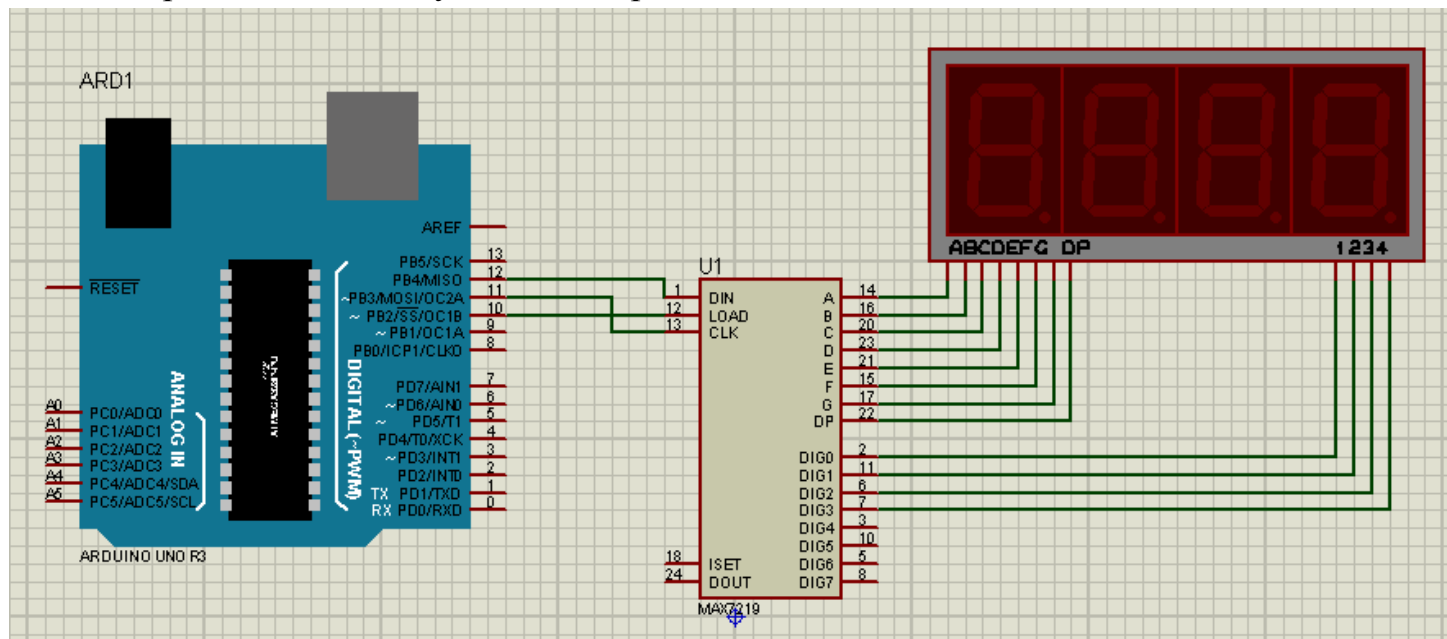 ARD1
AREF
13
PB5/SCK
12
PB4/MISO
11
~PB3/MOSI/OC2A
10
~ PB2/SS/OC1B
9
~ PB1/OC1A
8
PB0/ICP1/CLKO
RESET
7
PD7/AIN1
6
~PD6/AIN0
5
~ PD5/T1
4
PD4/T0/XCK
3
~PD3/INT1
2
PD2/INT0
1
TX PD1/TXD
0
RX PD0/RXD
DIGITAL (~PWM)
ANALOG IN
A0
PC0/ADC0
A1
PC1/ADC1
A2
PC2/ADC2
A3
PC3/ADC3
A4
PC4/ADC4/SDA
A5
PC5/ADC5/SCL
ARDUINO UNO R3
U1
1
DIN
12
LOAD
13
CLK
18
ISET
24
DOUT
14
A
16
B
20
C
23
D
21
E
15
F
17
G
22
DP
2
DIG0
11
DIG1
6
DIG2
7
DIG3
3
DIG4
10
DIG5
5
DIG6
8
DIG7
MAX7219
ABCDEFG DP
1234